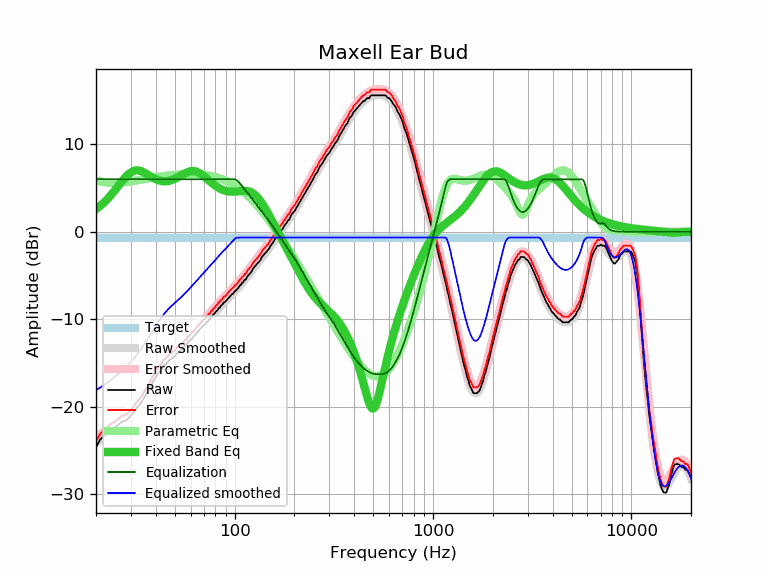 Maxell Ear Bud
Amplitude (dBr)
10
0
−10
−20
−30
Target
Raw Smoothed
Error Smoothed
Raw
Error
Parametric Eq
Fixed Band Eq
Equalization
Equalized smoothed
100
1000
10000
Frequency (Hz)